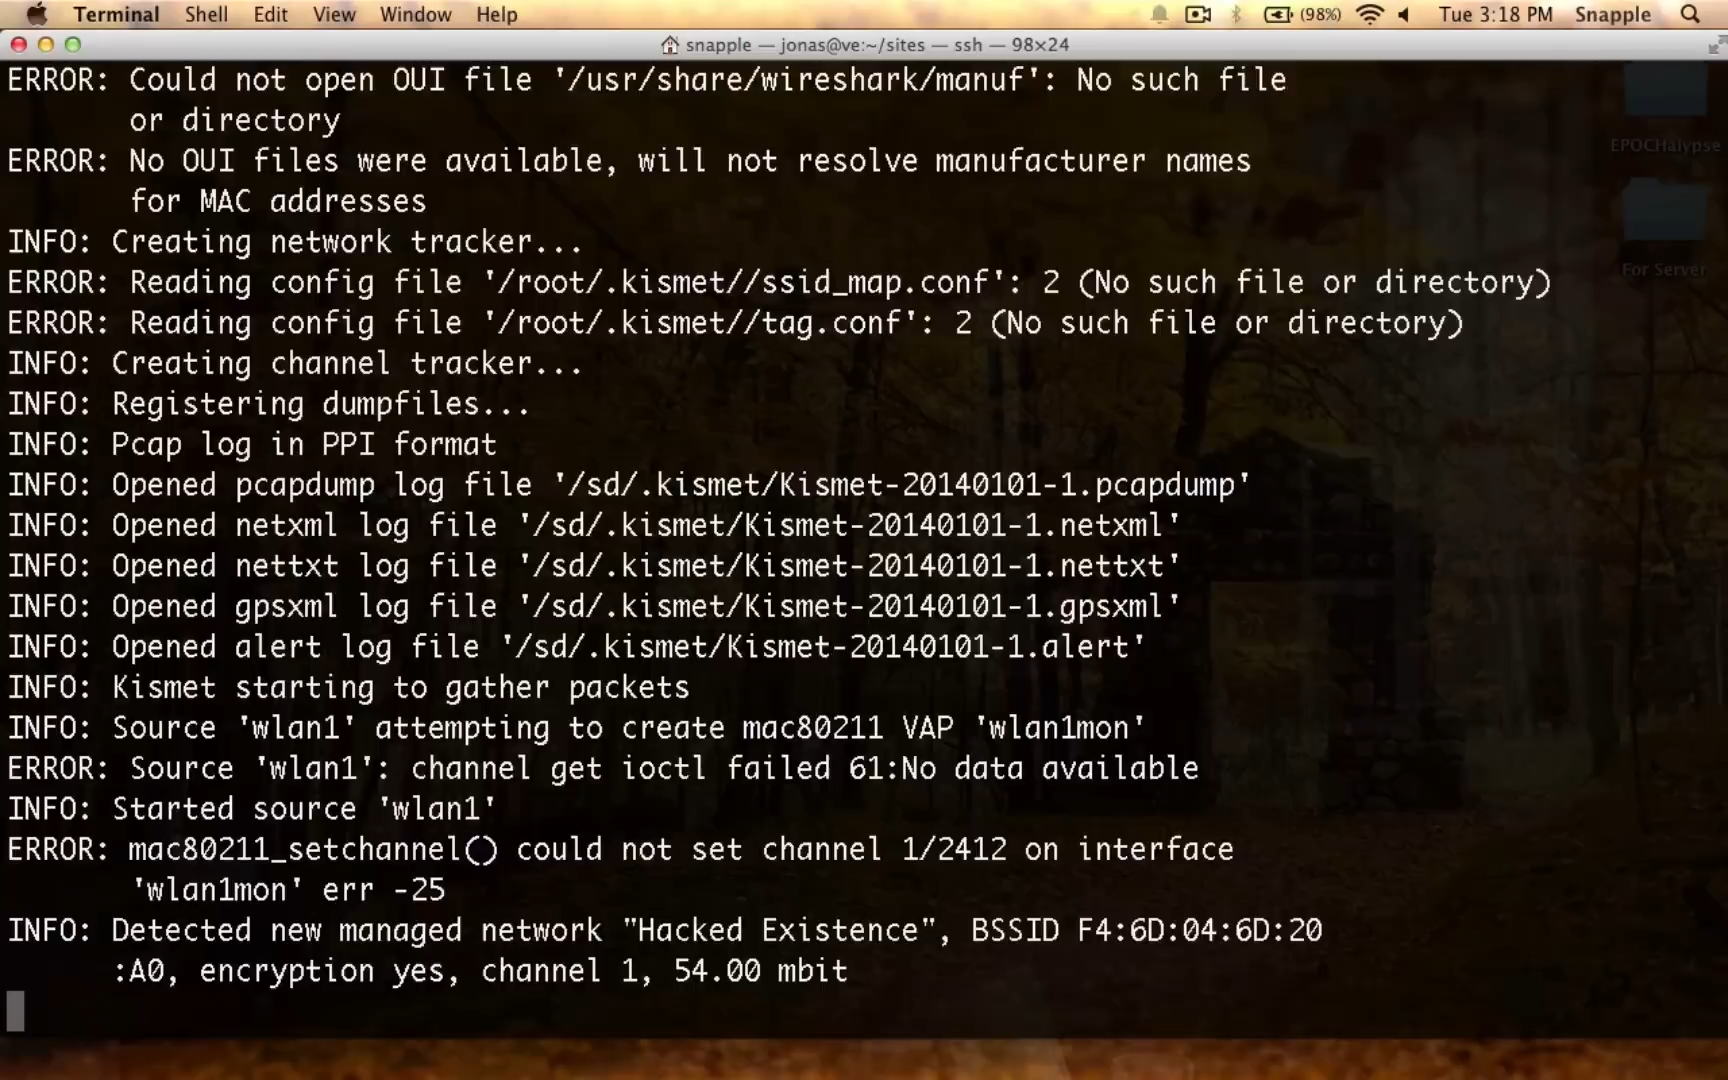 Terminal Shell Edit View Window Help (98%) Tue 3:18 PM Snapple
snapple — jonas@ve:~/sites — ssh — 98×24
ERROR: Could not open OUI file '/usr/share/wireshark/manuf': No such file
or directory
ERROR: No OUI files were available, will not resolve manufacturer names
for MAC addresses
INFO: Creating network tracker...
ERROR: Reading config file '/root/.kismet//ssid_map.conf': 2 (No such file or directory)
ERROR: Reading config file '/root/.kismet//tag.conf': 2 (No such file or directory)
INFO: Creating channel tracker...
INFO: Registering dumpfiles...
INFO: Pcap log in PPI format
INFO: Opened pcapdump log file '/sd/.kismet/Kismet-20140101-1.pcapdump'
INFO: Opened netxml log file '/sd/.kismet/Kismet-20140101-1.netxml'
INFO: Opened nettxt log file '/sd/.kismet/Kismet-20140101-1.nettxt'
INFO: Opened gpsxml log file '/sd/.kismet/Kismet-20140101-1.gpsxml'
INFO: Opened alert log file '/sd/.kismet/Kismet-20140101-1.alert'
INFO: Kismet starting to gather packets
INFO: Source 'wlan1' attempting to create mac80211 VAP 'wlan1mon'
ERROR: Source 'wlan1': channel get ioctl failed 61:No data available
INFO: Started source 'wlan1'
ERROR: mac80211_setchannel() could not set channel 1/2412 on interface
'wlan1mon' err -25
INFO: Detected new managed network "Hacked Existence", BSSID F4:6D:04:6D:20
:A0, encryption yes, channel 1, 54.00 mbit
EPOCHalypse
For Server